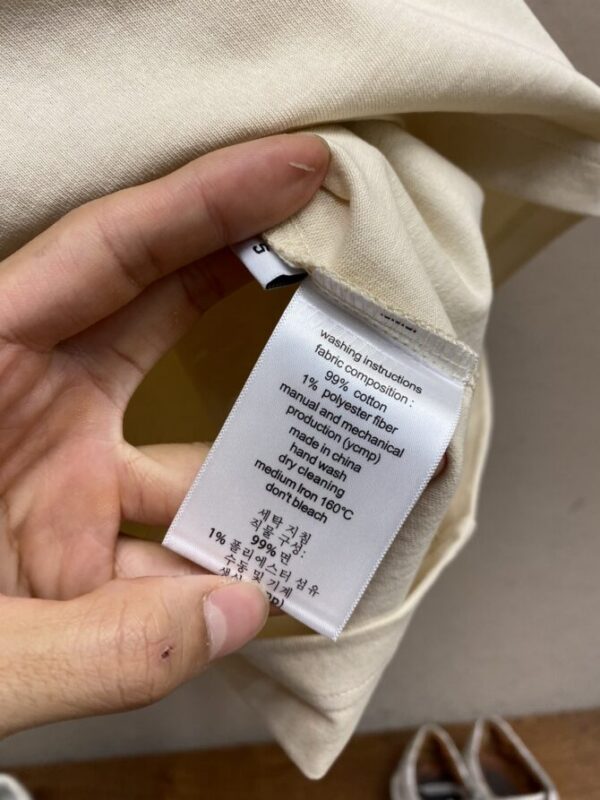 washing instructions
fabric composition :
99% cotton
1% polyester fiber
manual and mechanical
production (ycmp)
made in china
hand wash
dry cleaning
medium Iron 160℃
don't bleach
세탁 지침
직물 구성:
99% 면
1% 폴리에스터 섬유
수동 및 기계